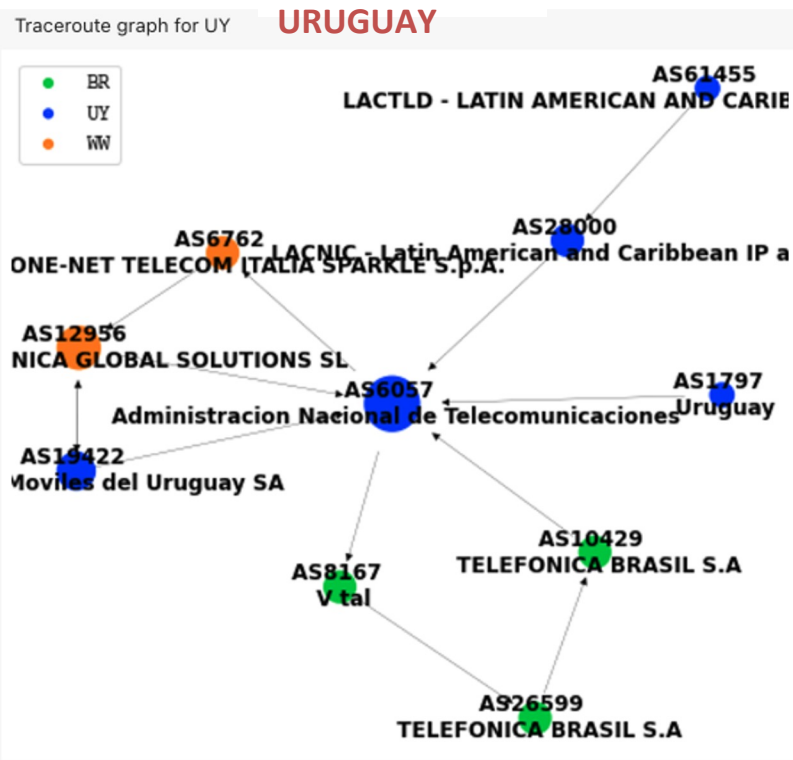 Traceroute graph for UY
URUGUAY
BR
UY
WW
AS61455
LACTLD - LATIN AMERICAN AND CARIB
AS28000
LACNIC - Latin American and Caribbean IP a
AS6762
ONE-NET TELECOM ITALIA SPARKLE S.p.A.
AS12956
NICA GLOBAL SOLUTIONS SL
AS6057
Administracion Nacional de Telecomunicaciones
AS1797
Uruguay
AS19422
Moviles del Uruguay SA
AS10429
TELEFONICA BRASIL S.A
AS8167
V tal
AS26599
TELEFONICA BRASIL S.A